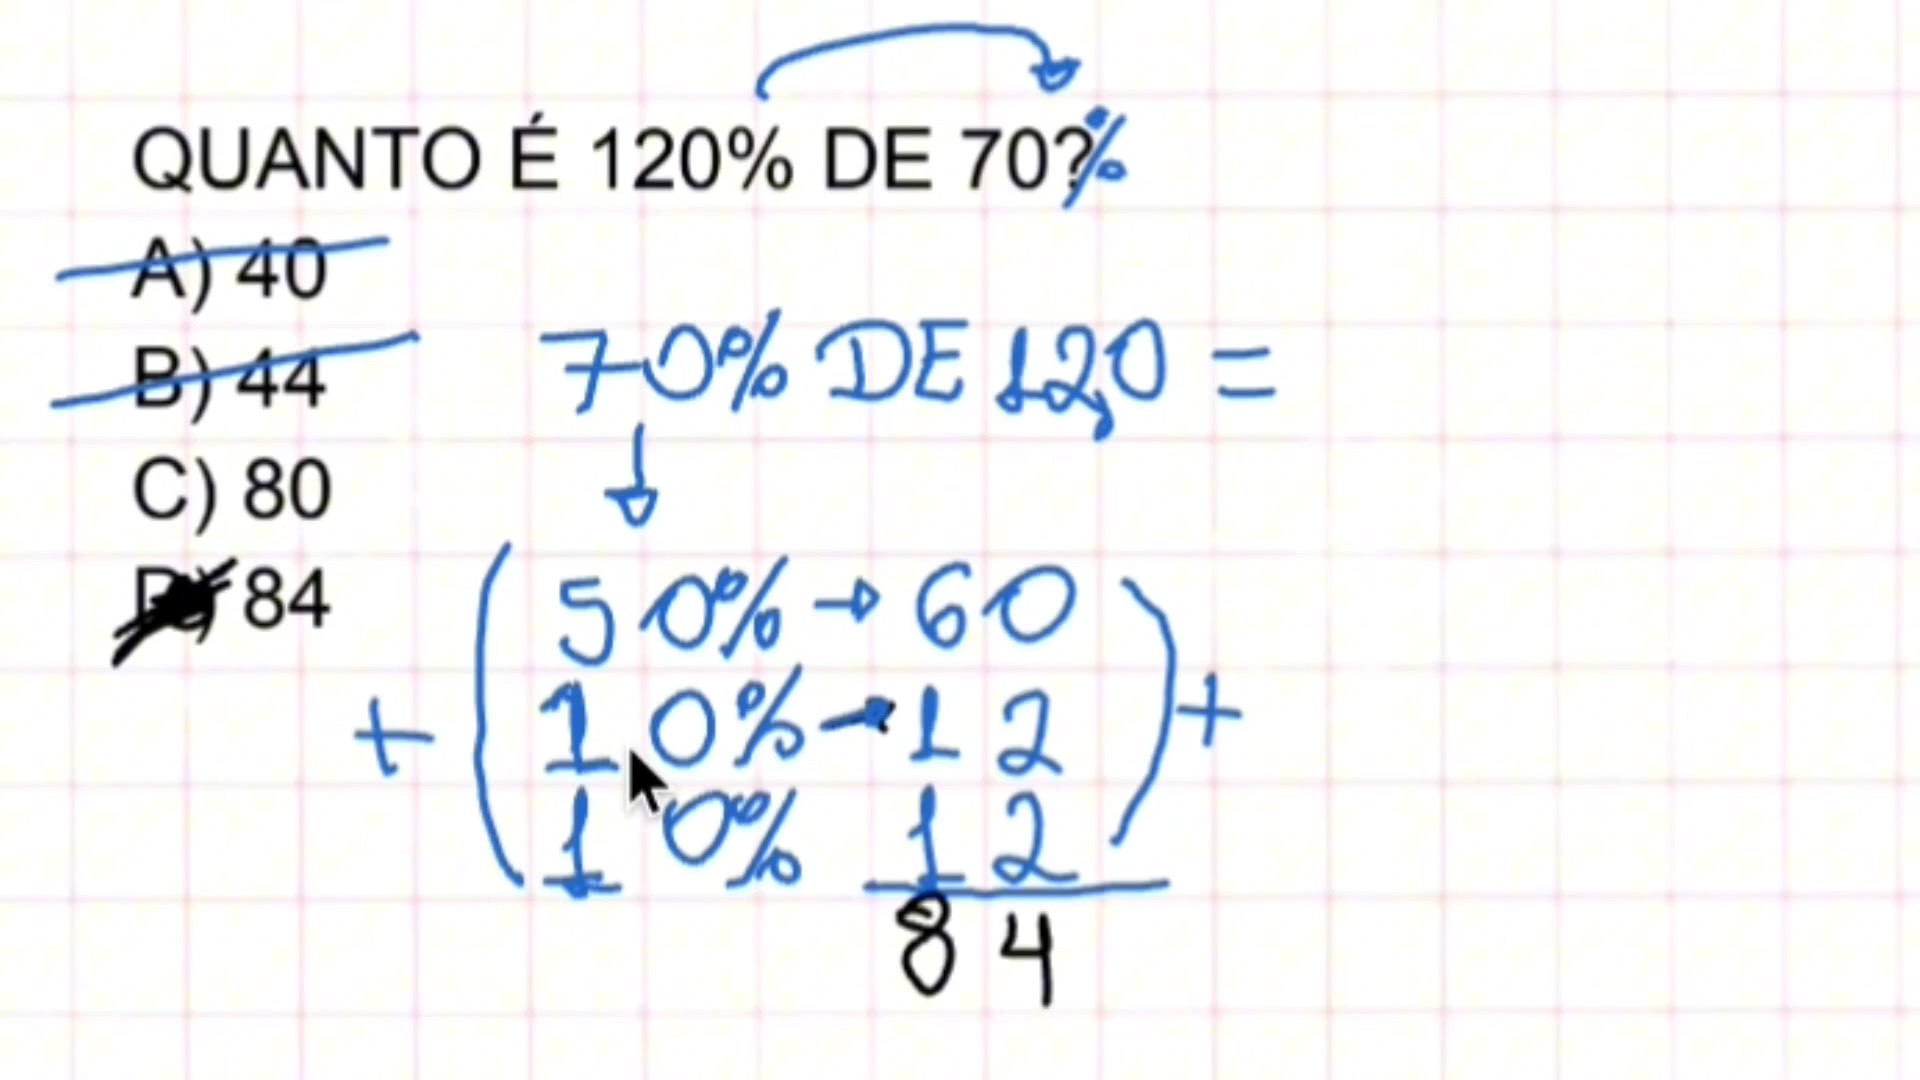 QUANTO É 120% DE 70?%
A) 40
B) 44
70% DE 120 =
C) 80
D) 84
50% → 60
+ ( 10% → 12 ) +
10% 12
84